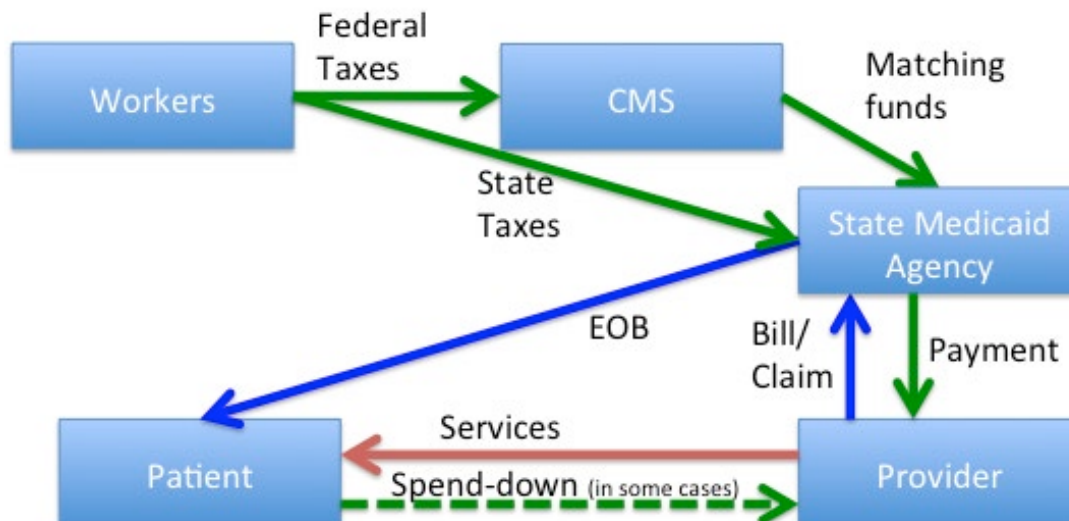 Federal
Taxes
Workers
CMS
Matching
funds
State
Taxes
State Medicaid
Agency
EOB
Bill/
Claim
Payment
Services
Patient
Spend-down (in some cases)
Provider